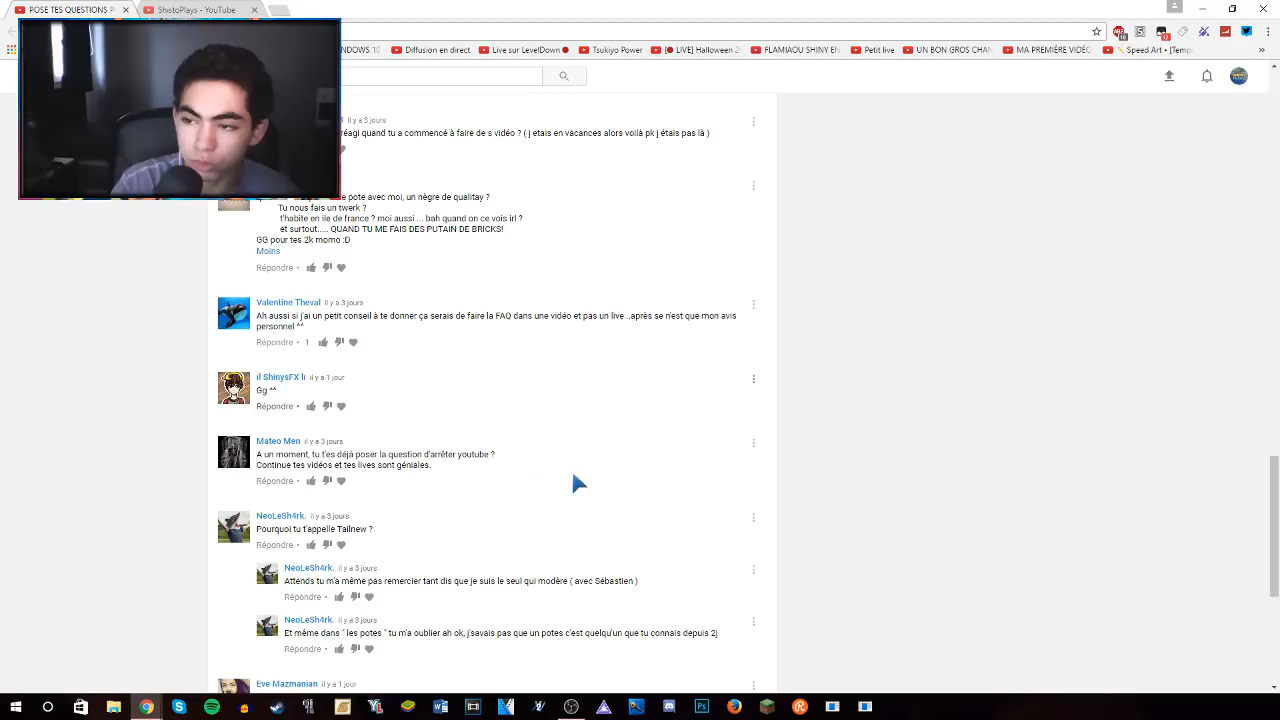 POSE TES QUESTIONS P
ShistoPlays - YouTube
NDOWS 10
Diffusion en direct
Live sur LevelDown
Tsukiyo Power
[ LIVE] Halloween 20
FLAMIAOU SHINY EN
Petit live
UN BON GROS CHAN
MA PREMIÈRE VIDÉO
Speed Art • [Temp
il y a 3 jours
réagi quand tu a commencé à faire de s vidéo ? ( j etais en vacances alors voilà pk j étais pas là )
e pote avec moi, un nègre de qualitay ?
Tu nous fais un twerk ?
t'habite en ile de france ? moi aussi ... bah quand on ce vois irl ?
et surtout..... QUAND TU ME FAIS DES PUTAIN DE BRICKS!
GG pour tes 2k momo :D
Moins
Répondre •
Valentine Theval il y a 3 jours
Ah aussi si j'ai un petit conseil à te donner ça serais de faire la FAQ dans une vidéo et pas un live ..après se n'est que mon avis
personnel ^^
Répondre • 1
ıl ShinysFX lı il y a 1 jour
Gg ^^
Répondre •
Mateo Men il y a 3 jours
A un moment, tu t'es déjà poser la question d'arrêter youtube ?
Continue tes vidéos et tes lives sont géniales.
Répondre •
NeoLeSh4rk. il y a 3 jours
Pourquoi tu t'appelle Tailnew ?
Répondre •
NeoLeSh4rk. il y a 3 jours
Attends tu m'a même pas remercier tant dis que je suis le seul qui modère ( avec Sébastien )
Répondre •
NeoLeSh4rk. il y a 3 jours
Et même dans " les potes " tu m'a oublier ah ok, j'savais pas que un potes c'est quelqu'un que tu connais depuis 2j
Répondre •
Eve Mazmanian il y a 1 jour